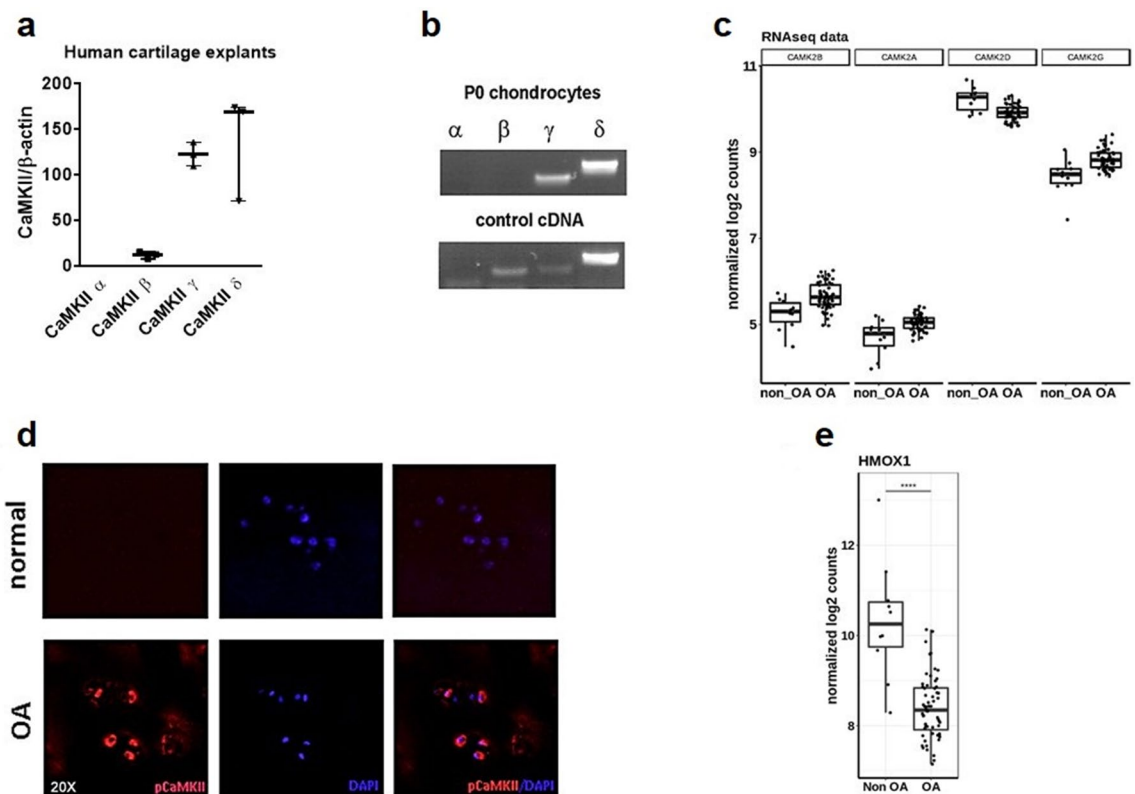 a
Human cartilage explants
CaMKII/β-actin
200
150
100
50
0
CaMKII α
CaMKII β
CaMKII γ
CaMKII δ
b
P0 chondrocytes
α β γ δ
control cDNA
c
RNAseq data
CAMK2B CAMK2A CAMK2D CAMK2G
normalized log2 counts
11
9
7
5
non_OA OA non_OA OA non_OA OA non_OA OA
d
normal
OA
20X pCaMKII
DAPI
pCaMKII/DAPI
e
HMOX1
****
normalized log2 counts
12
10
8
Non OA OA